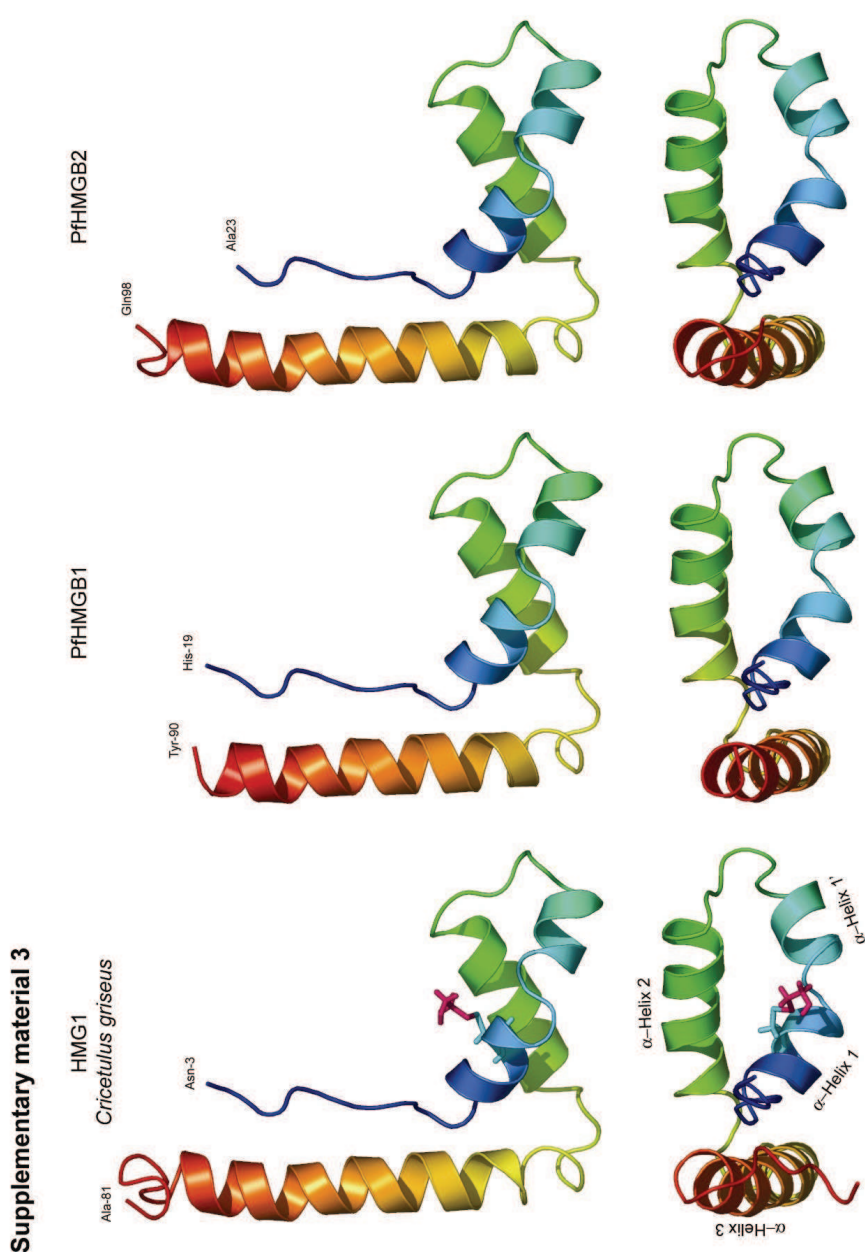 Supplementary material 3
HMG1
Cricetulus griseus
PfHMGB1
PfHMGB2
Ala-81
Asn-3
Tyr-90
His-19
Gln98
Ala23
α–Helix 2
α–Helix 3
α–Helix 1
α–Helix 1'